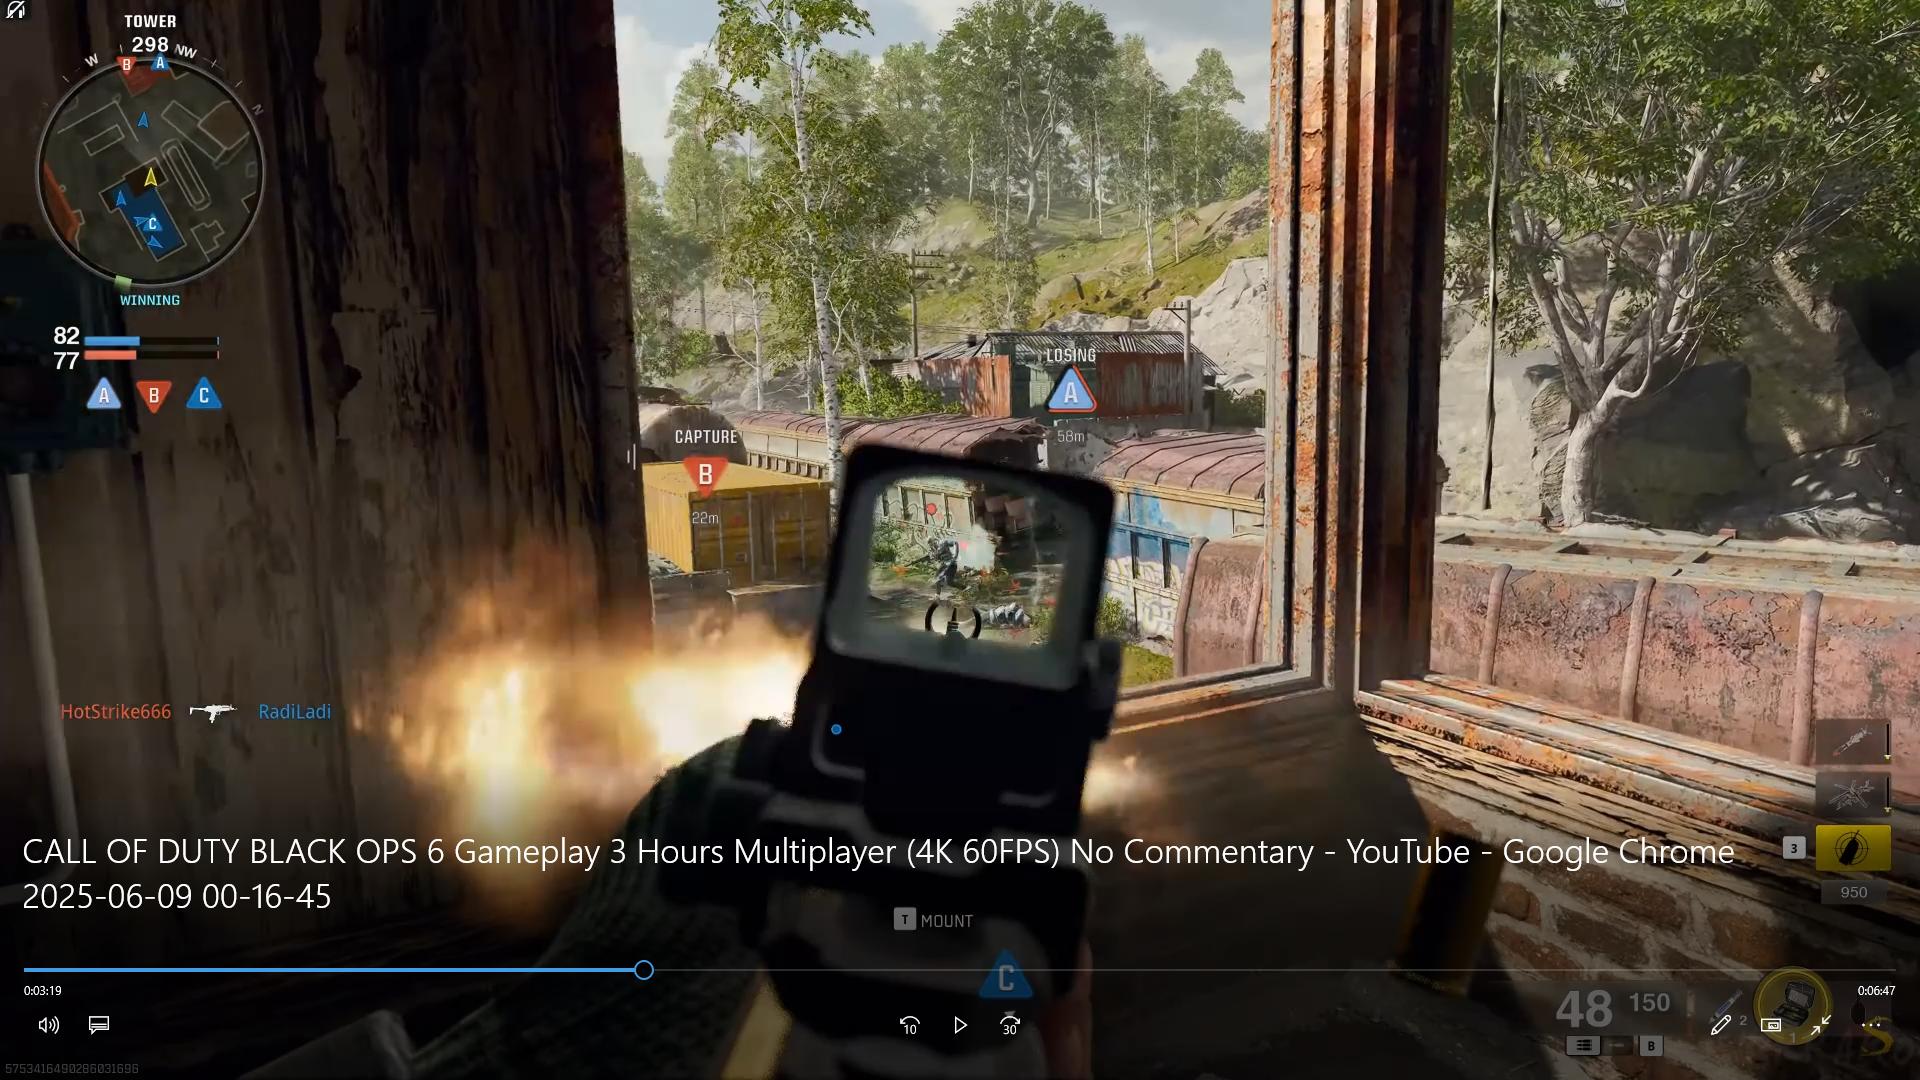 TOWER
298
W
NW
N
B
A
C
WINNING
82
77
A B C
LOSING
A
58m
CAPTURE
B
22m
HotStrike666 RadiLadi
CALL OF DUTY BLACK OPS 6 Gameplay 3 Hours Multiplayer (4K 60FPS) No Commentary - YouTube - Google Chrome
2025-06-09 00-16-45
3
950
T MOUNT
C
0:03:19
0:06:47
48 150
2
1
10
30
B
5753416490286031696